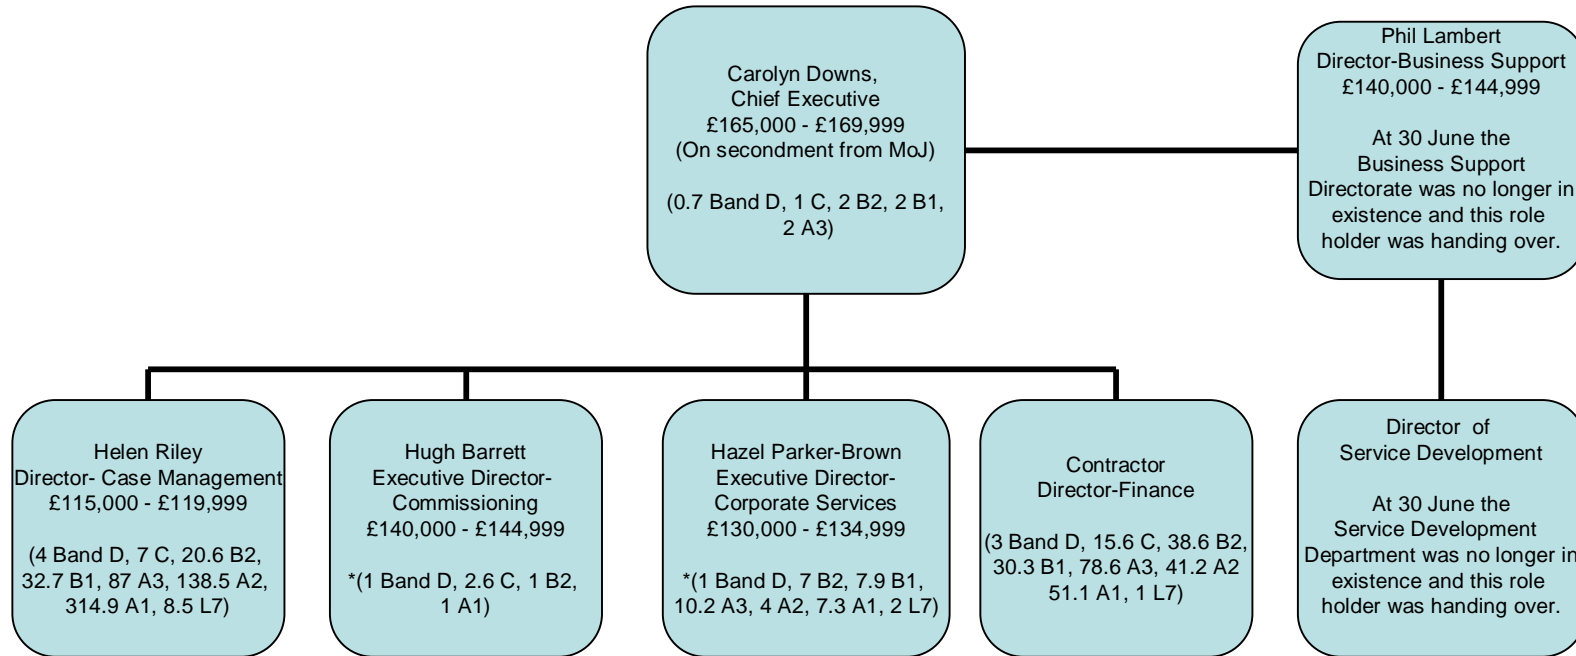 Carolyn Downs,
Chief Executive
£165,000 - £169,999
(On secondment from MoJ)
(0.7 Band D, 1 C, 2 B2, 2 B1,
2 A3)
Phil Lambert
Director-Business Support
£140,000 - £144,999
At 30 June the
Business Support
Directorate was no longer in
existence and this role
holder was handing over.
Helen Riley
Director- Case Management
£115,000 - £119,999
(4 Band D, 7 C, 20.6 B2,
32.7 B1, 87 A3, 138.5 A2,
314.9 A1, 8.5 L7)
Hugh Barrett
Executive Director-
Commissioning
£140,000 - £144,999
*(1 Band D, 2.6 C, 1 B2,
1 A1)
Hazel Parker-Brown
Executive Director-
Corporate Services
£130,000 - £134,999
*(1 Band D, 7 B2, 7.9 B1,
10.2 A3, 4 A2, 7.3 A1, 2 L7)
Contractor
Director-Finance
(3 Band D, 15.6 C, 38.6 B2,
30.3 B1, 78.6 A3, 41.2 A2
51.1 A1, 1 L7)
Director of
Service Development
At 30 June the
Service Development
Department was no longer in
existence and this role
holder was handing over.